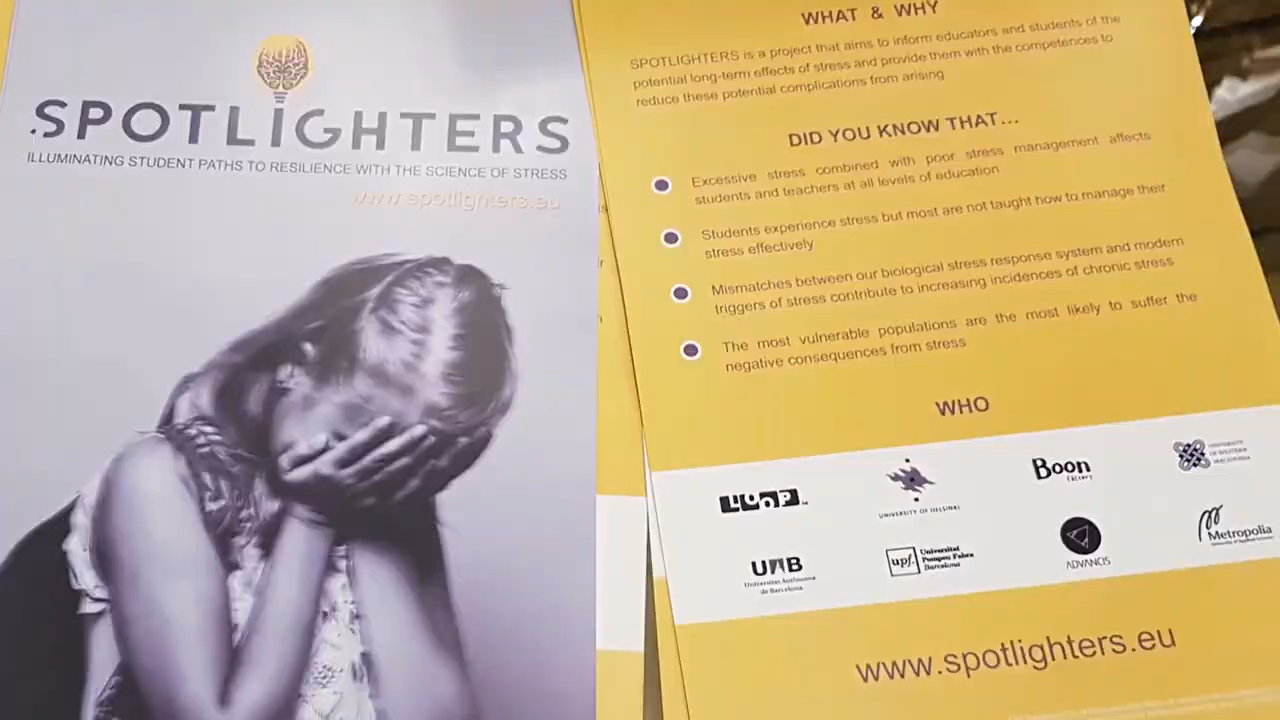 SPOTLIGHTERS
ILLUMINATING STUDENT PATHS TO RESILIENCE WITH THE SCIENCE OF STRESS
www.spotlighters.eu
WHAT & WHY
SPOTLIGHTERS is a project that aims to inform educators and students of the
potential long-term effects of stress and provide them with the competences to
reduce these potential complications from arising
DID YOU KNOW THAT...
Excessive stress combined with poor stress management affects
students and teachers at all levels of education
Students experience stress but most are not taught how to manage their
stress effectively
Mismatches between our biological stress response system and modern
triggers of stress contribute to increasing incidences of chronic stress
The most vulnerable populations are the most likely to suffer the
negative consequences from stress
WHO
UNIVERSITY OF HELSINKI
Boon
Factory
UNIVERSITY
OF WESTERN
MACEDONIA
UAB
Universitat Autònoma
de Barcelona
upf.
Universitat
Pompeu Fabra
Barcelona
ADVANCIS
Metropolia
University of Applied Sciences
www.spotlighters.eu